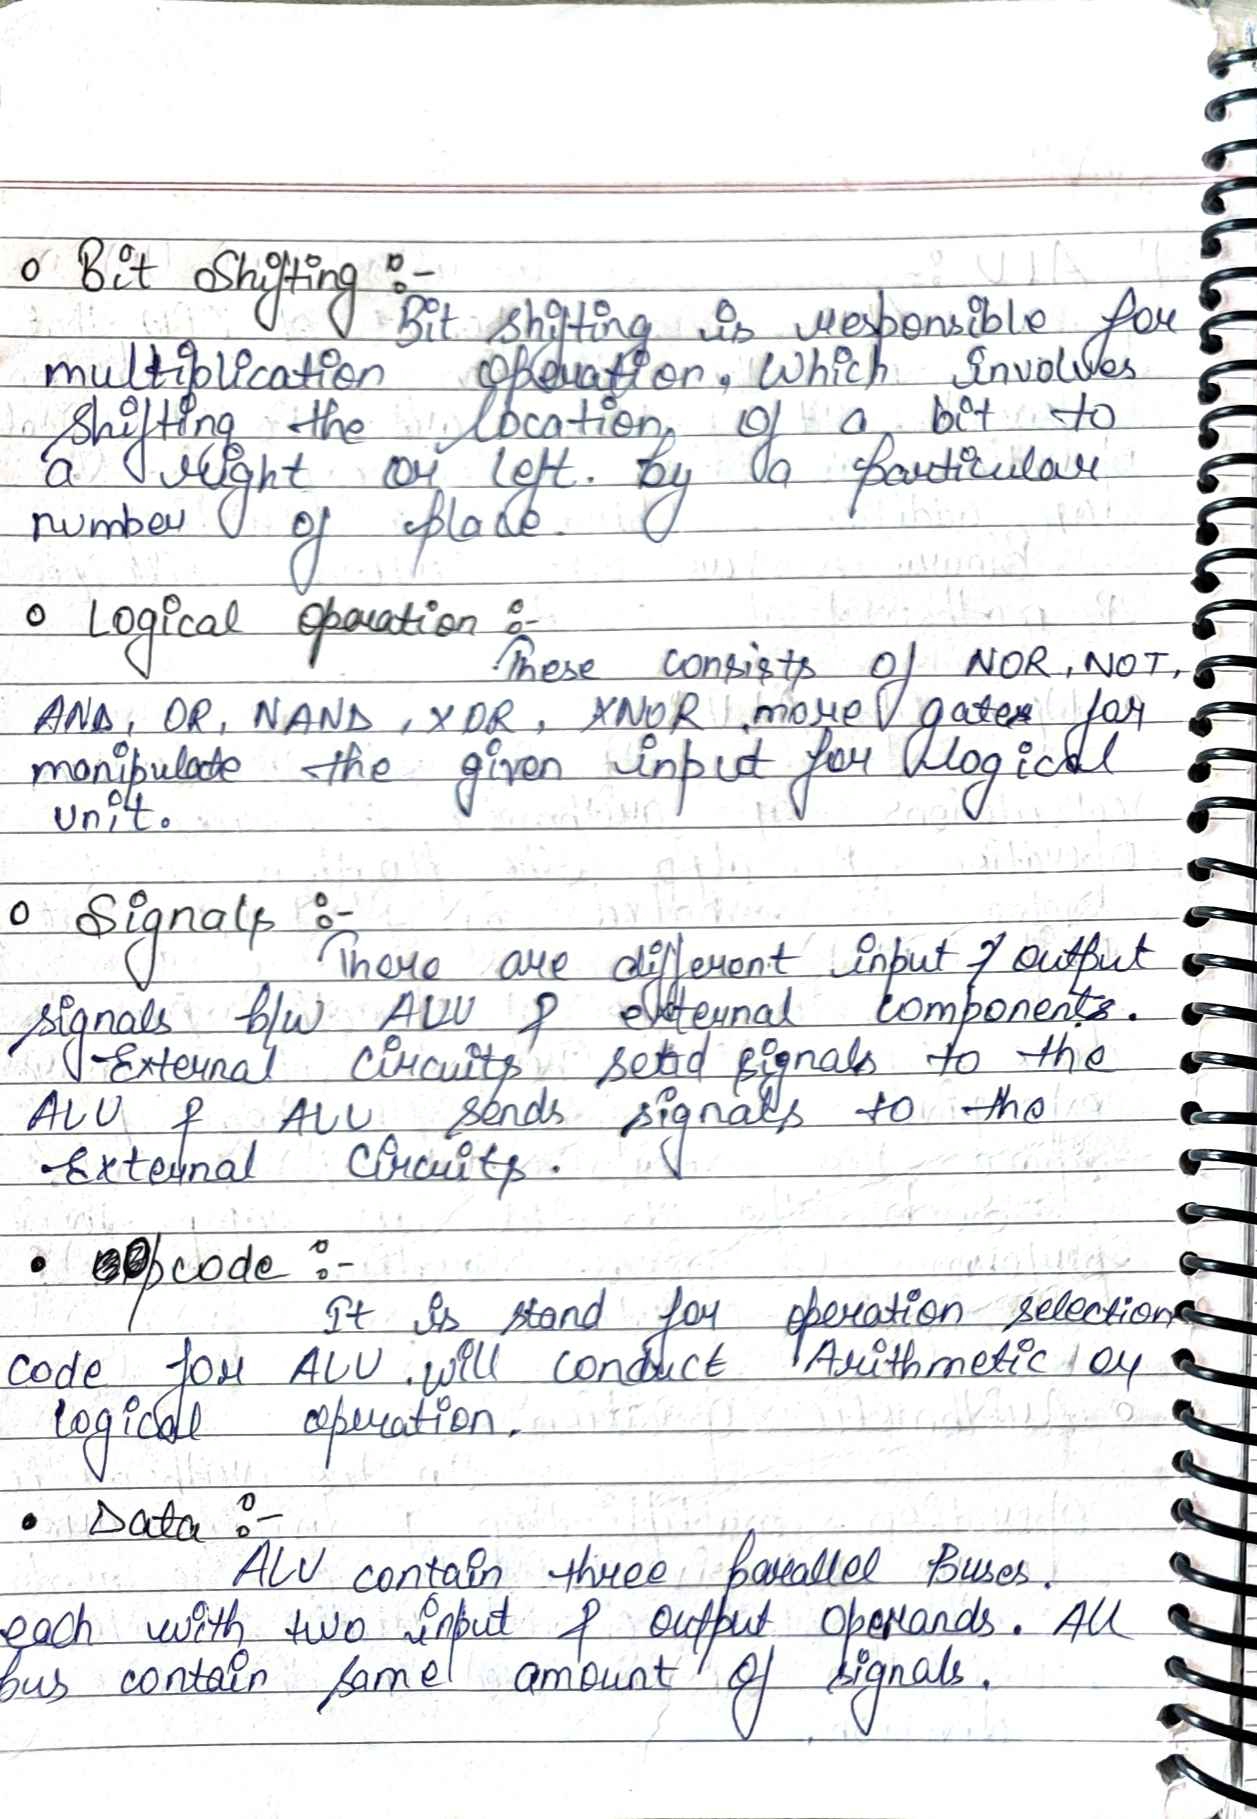 o Bit Shifting :-
Bit shifting is responsible for
multiplication operation, which involves
shifting the location of a bit to
a right or left. by a particular
number of place.
o Logical operation :-
These consists of NOR, NOT,
AND, OR, NAND, XOR, XNOR more gates for
manipulate the given input for logical
unit.
o Signals :-
There are different input & output
signals b/w ALU & external components.
External circuits send signals to the
ALU & ALU sends signals to the
External circuits.
• Opcode :-
It is stand for operation selection
code for ALU. will conduct Arithmetic or
logical operation.
• Data :-
ALU contain three parallel Buses.
each with two input & output operands. All
bus contain same amount of signals.